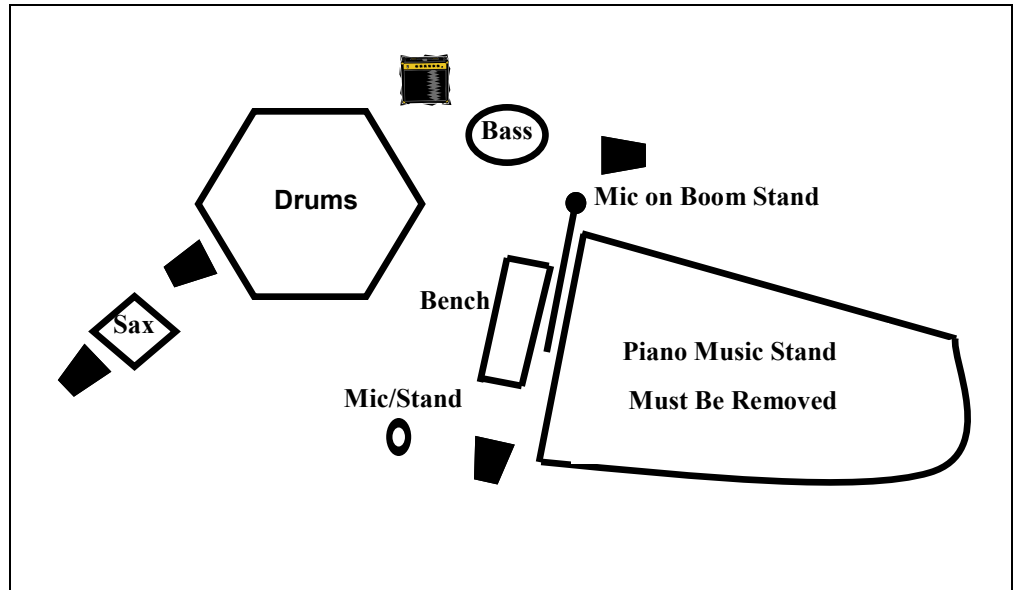 Bass
Drums
Mic on Boom Stand
Bench
Sax
Piano Music Stand
Must Be Removed
Mic/Stand